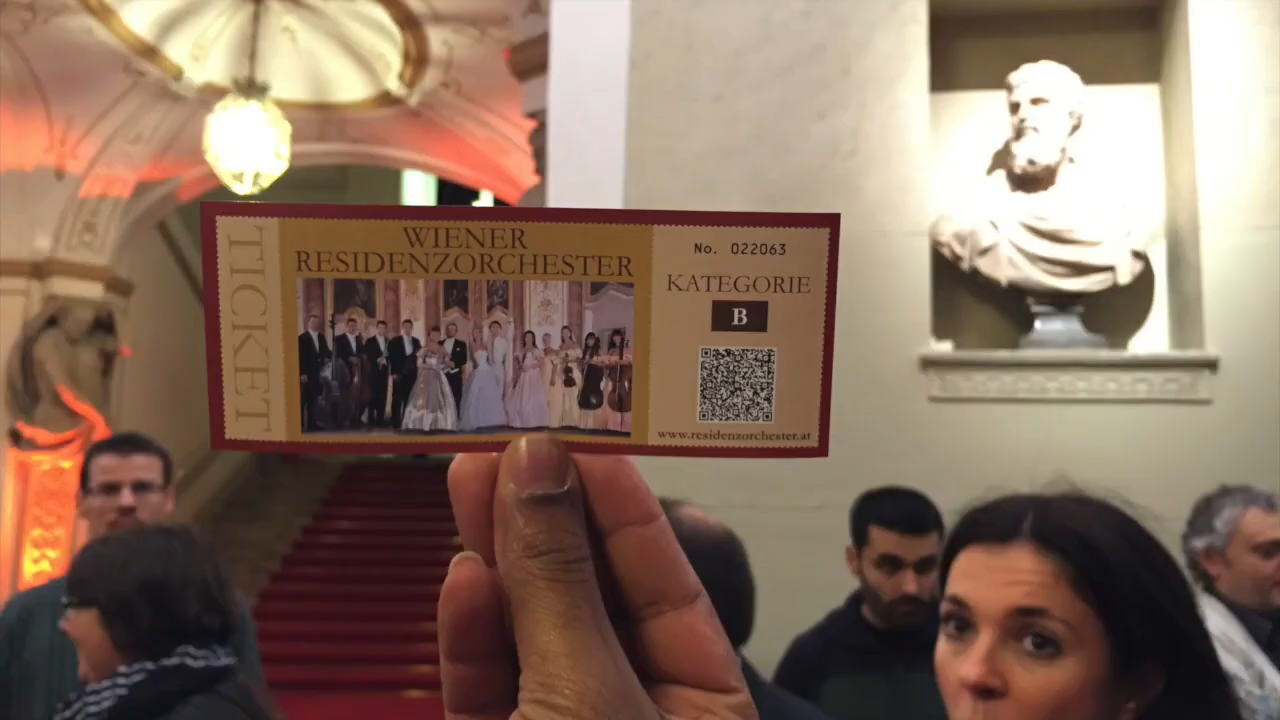 TICKET
WIENER
RESIDENZORCHESTER
No. 022063
KATEGORIE
B
www.residenzorchester.at